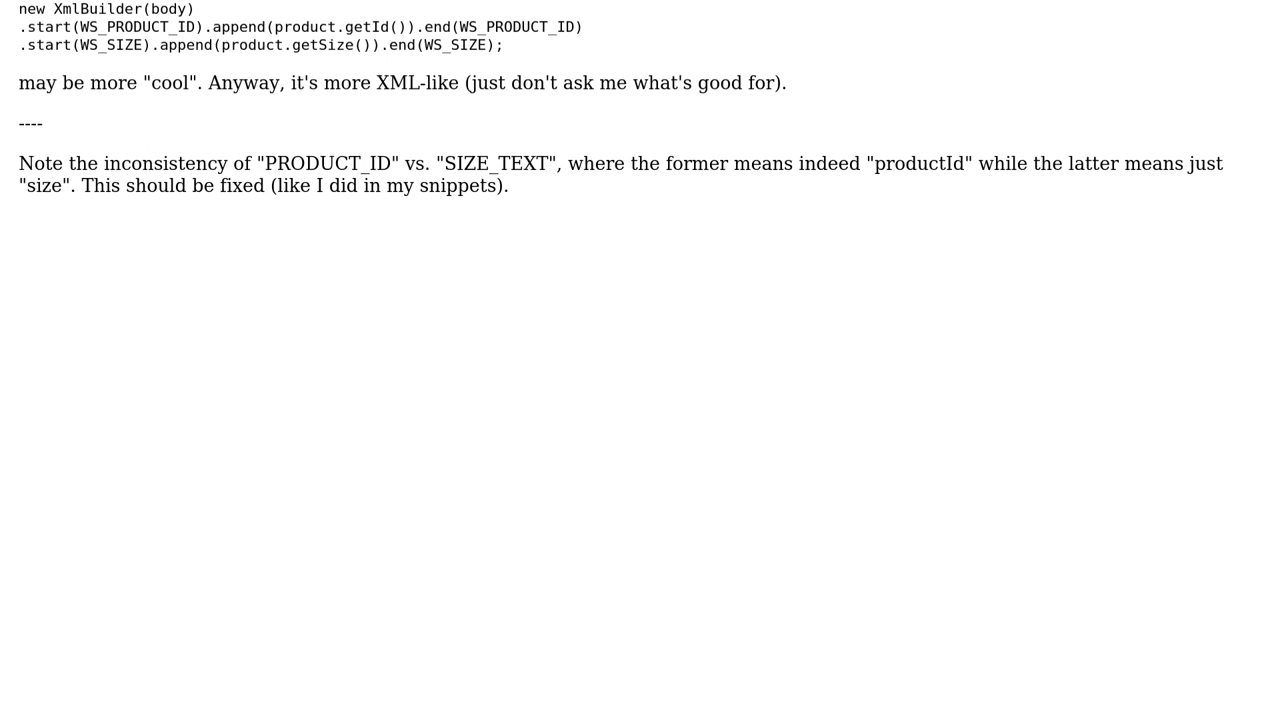 new XmlBuilder(body)
.start(WS_PRODUCT_ID).append(product.getId()).end(WS_PRODUCT_ID)
.start(WS_SIZE).append(product.getSize()).end(WS_SIZE);
may be more "cool". Anyway, it's more XML-like (just don't ask me what's good for).
----
Note the inconsistency of "PRODUCT_ID" vs. "SIZE_TEXT", where the former means indeed "productId" while the latter means just
"size". This should be fixed (like I did in my snippets).